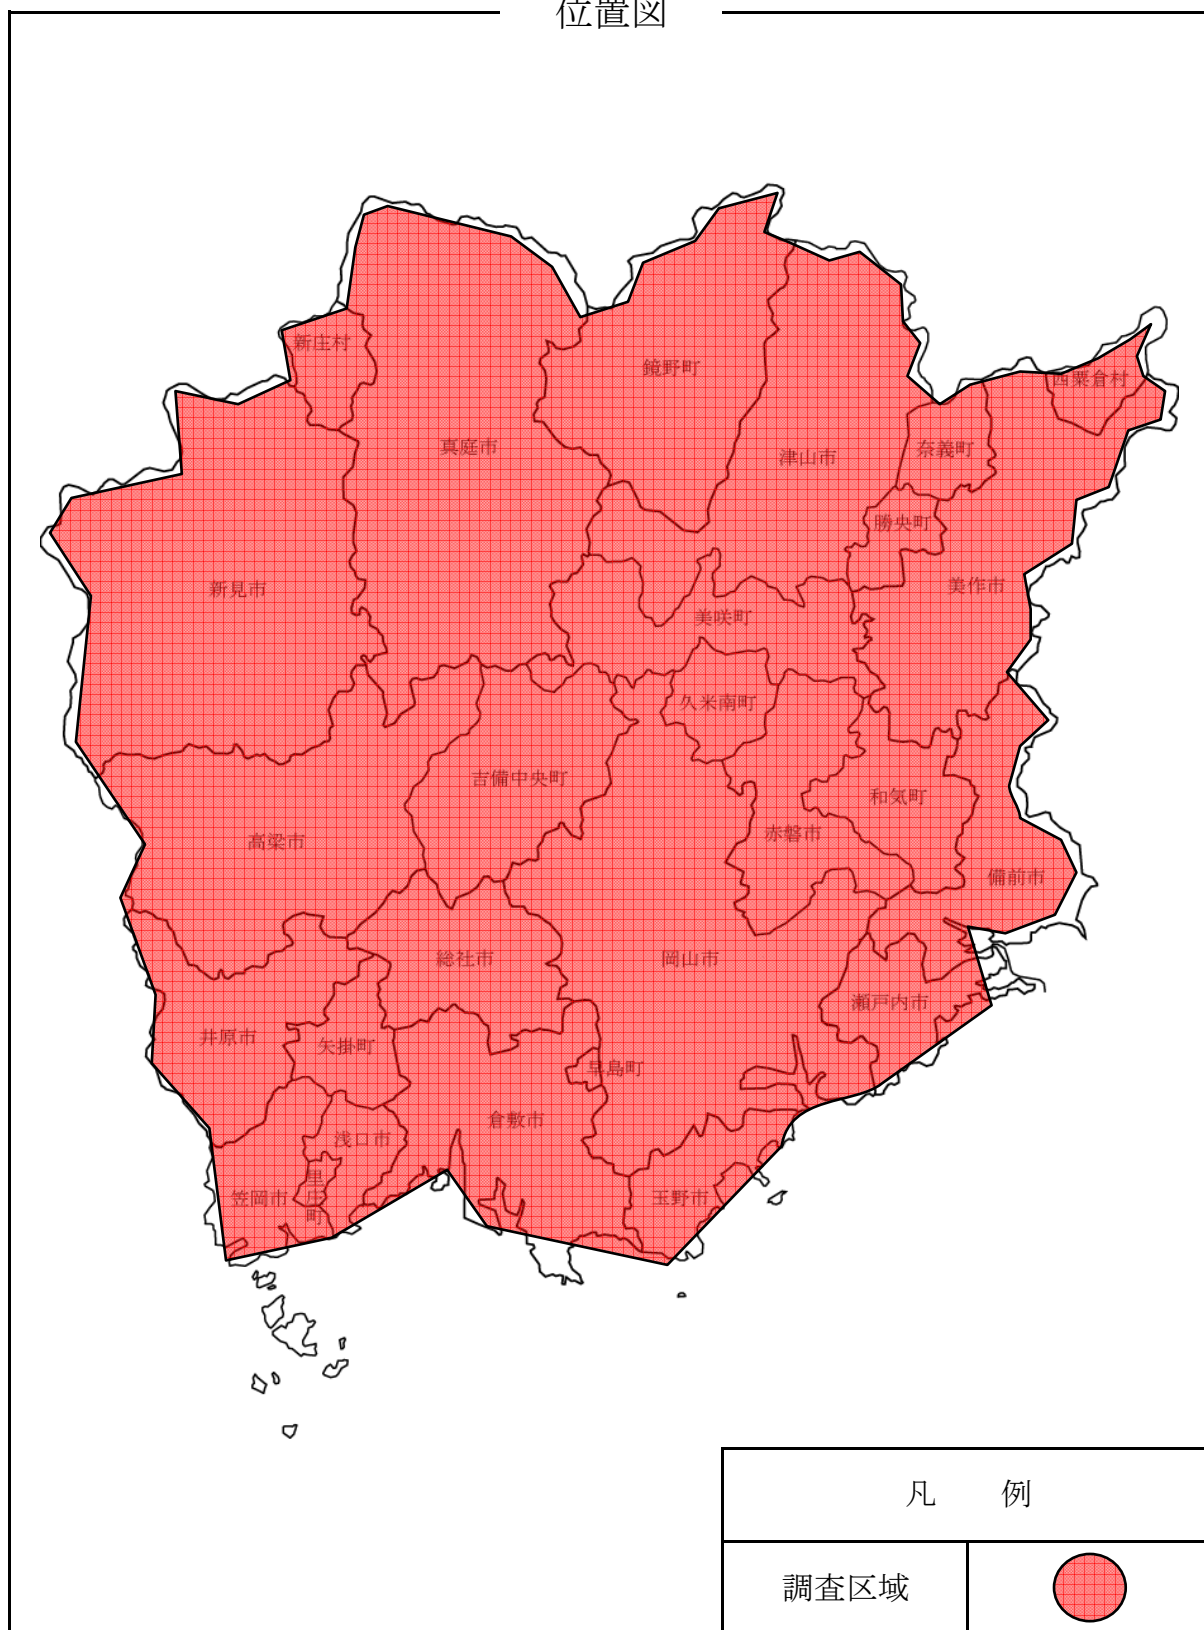 位置図
新庄村
鏡野町
西粟倉村
真庭市
津山市
奈義町
勝央町
新見市
美作市
美咲町
久米南町
吉備中央町
和気町
高梁市
赤磐市
備前市
総社市
岡山市
瀬戸内市
井原市
矢掛町
早島町
倉敷市
浅口市
里庄町
笠岡市
玉野市
凡 例
調査区域